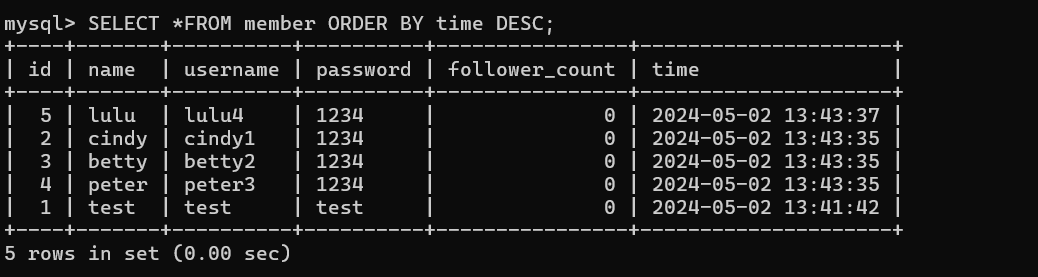 mysql> SELECT *FROM member ORDER BY time DESC;
+----+-------+----------+----------+----------------+---------------------+
| id | name  | username | password | follower_count | time                |
+----+-------+----------+----------+----------------+---------------------+
|  5 | lulu  | lulu4    | 1234     |              0 | 2024-05-02 13:43:37 |
|  2 | cindy | cindy1   | 1234     |              0 | 2024-05-02 13:43:35 |
|  3 | betty | betty2   | 1234     |              0 | 2024-05-02 13:43:35 |
|  4 | peter | peter3   | 1234     |              0 | 2024-05-02 13:43:35 |
|  1 | test  | test     | test     |              0 | 2024-05-02 13:41:42 |
+----+-------+----------+----------+----------------+---------------------+
5 rows in set (0.00 sec)